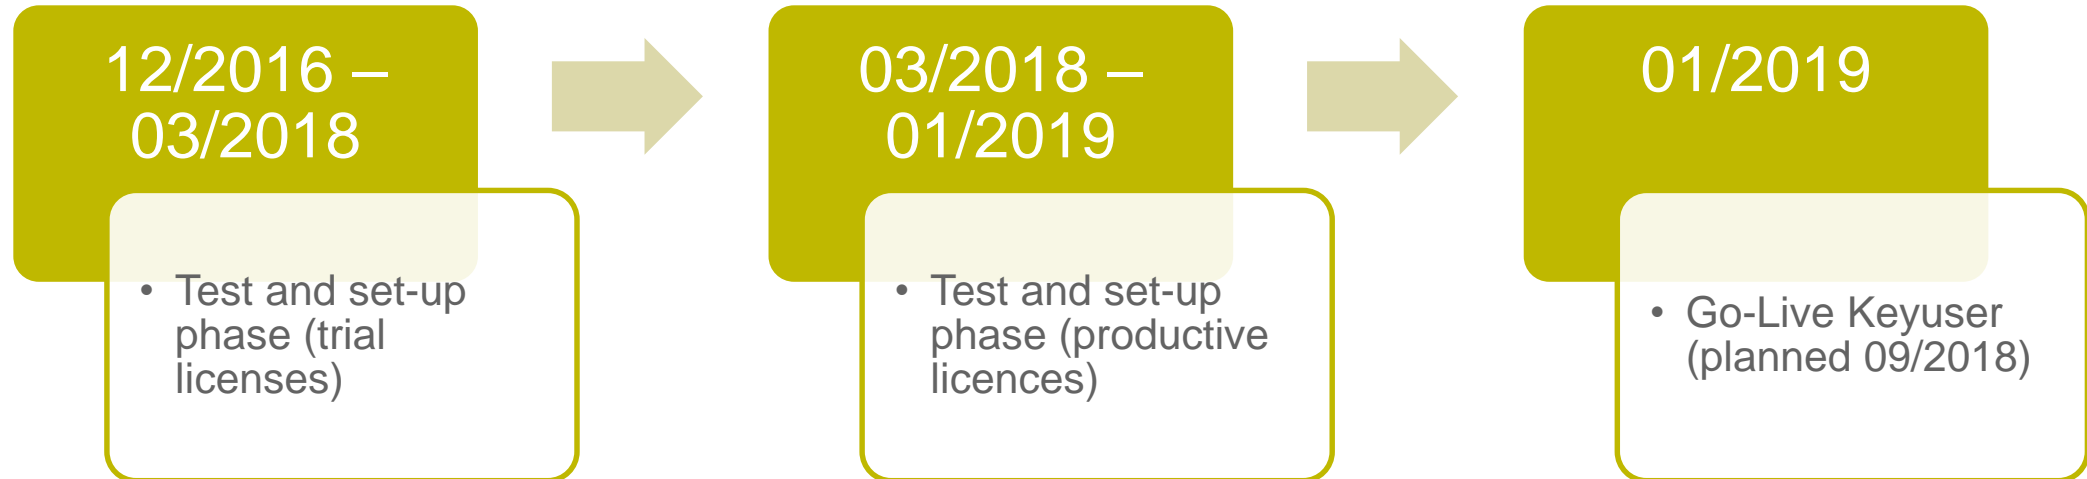 12/2016 –
03/2018
• Test and set-up
phase (trial
licenses)
03/2018 –
01/2019
• Test and set-up
phase (productive
licences)
01/2019
• Go-Live Keyuser
(planned 09/2018)